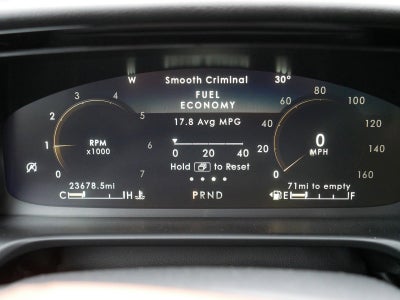 W Smooth Criminal 30°
FUEL
ECONOMY
17.8 Avg MPG
0 20 40
Hold to Reset
PRND
0 1 2 3 4 5 6 7
RPM
x1000
23678.5mi
C H
0 20 40 60 80 100 120 140 160
0
MPH
71mi to empty
E F